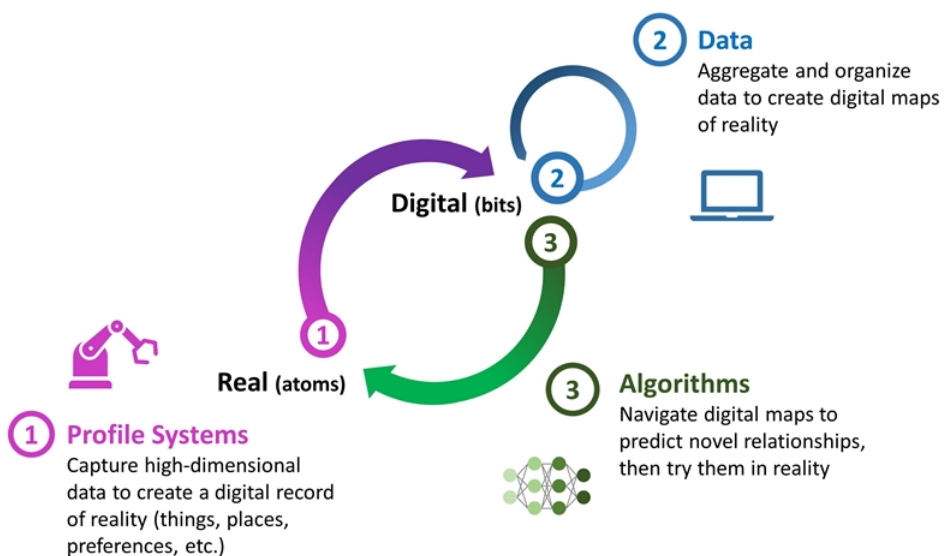 2 Data
Aggregate and organize
data to create digital maps
of reality
2
Digital (bits)
3
1
Real (atoms)
1 Profile Systems
Capture high-dimensional
data to create a digital record
of reality (things, places,
preferences, etc.)
3 Algorithms
Navigate digital maps to
predict novel relationships,
then try them in reality